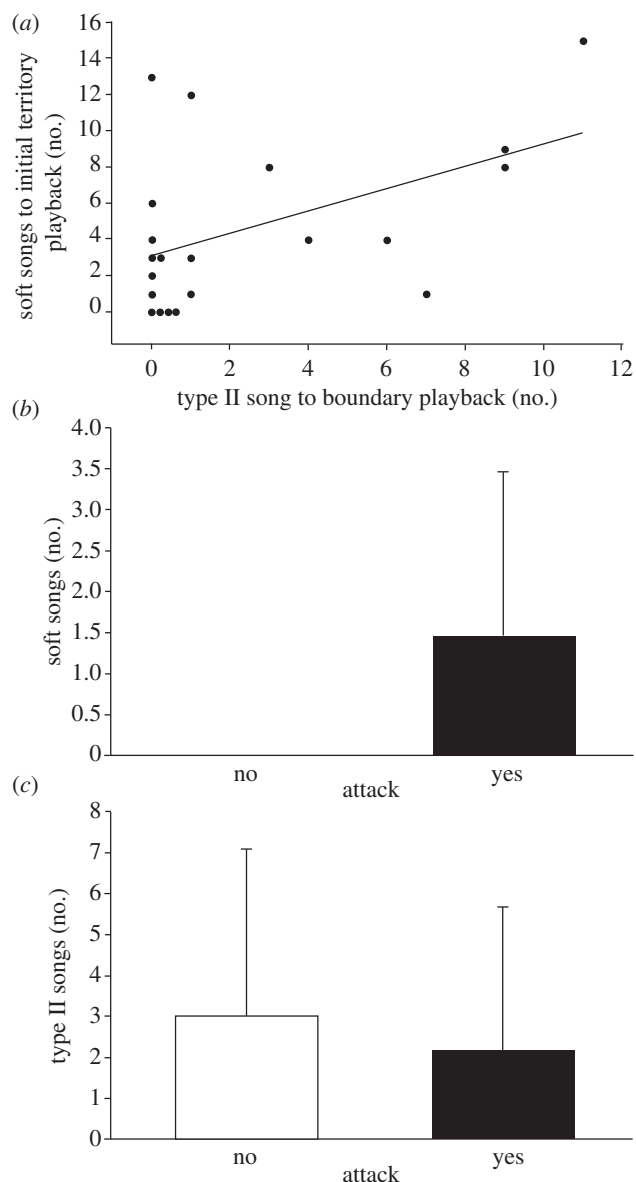 (a)
16
14
12
10
8
6
4
2
0
soft songs to initial territory
playback (no.)
0 2 4 6 8 10 12
type II song to boundary playback (no.)
(b)
4.0
3.5
3.0
2.5
2.0
1.5
1.0
0.5
0
soft songs (no.)
no yes
attack
(c)
8
7
6
5
4
3
2
1
0
type II songs (no.)
no yes
attack